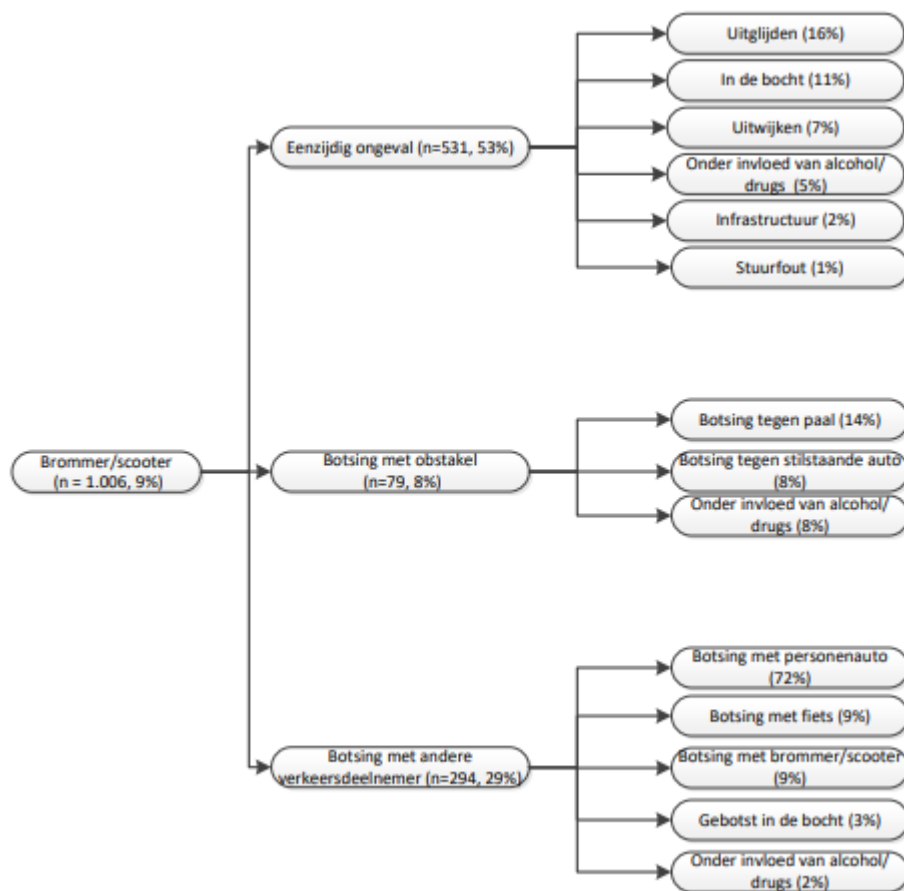 Uitglijden (16%)
In de bocht (11%)
Uitwijken (7%)
Eenzijdig ongeval (n=531, 53%)
Onder invloed van alcohol/
drugs (5%)
Infrastructuur (2%)
Stuurfout (1%)
Brommer/scooter
(n = 1.006, 9%)
Botsing met obstakel
(n=79, 8%)
Botsing tegen paal (14%)
Botsing tegen stilstaande auto
(8%)
Onder invloed van alcohol/
drugs (8%)
Botsing met andere
verkeersdeelnemer (n=294, 29%)
Botsing met personenauto
(72%)
Botsing met fiets (9%)
Botsing met brommer/scooter
(9%)
Gebotst in de bocht (3%)
Onder invloed van alcohol/
drugs (2%)